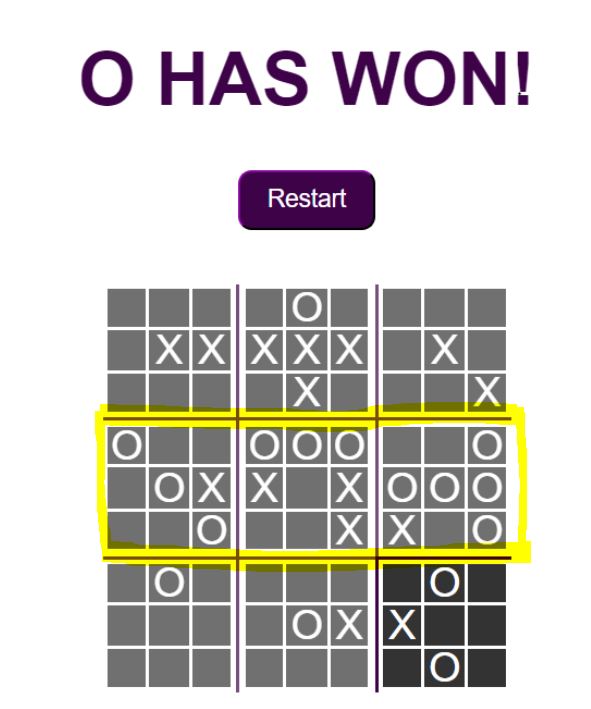 O HAS WON!
Restart
O
X X X X X X
X X
O O O O O
O X X X O O O
O X X O
O O
O X X
O